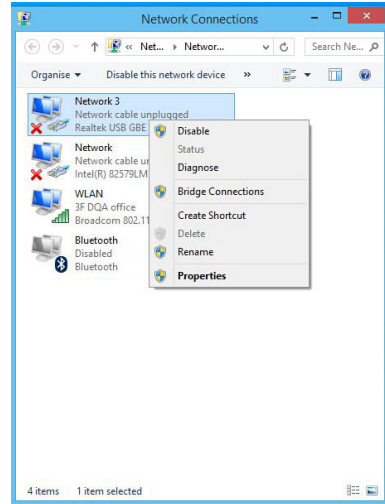 Network Connections
« Net... › Networ...
Search Ne...
Organise
Disable this network device
»
Network 3
Network cable unplugged
Realtek USB GBE
Network
Network cable un
Intel(R) 82579LM
WLAN
3F DQA office
Broadcom 802.11
Bluetooth
Disabled
Bluetooth
Disable
Status
Diagnose
Bridge Connections
Create Shortcut
Delete
Rename
Properties
4 items 1 item selected